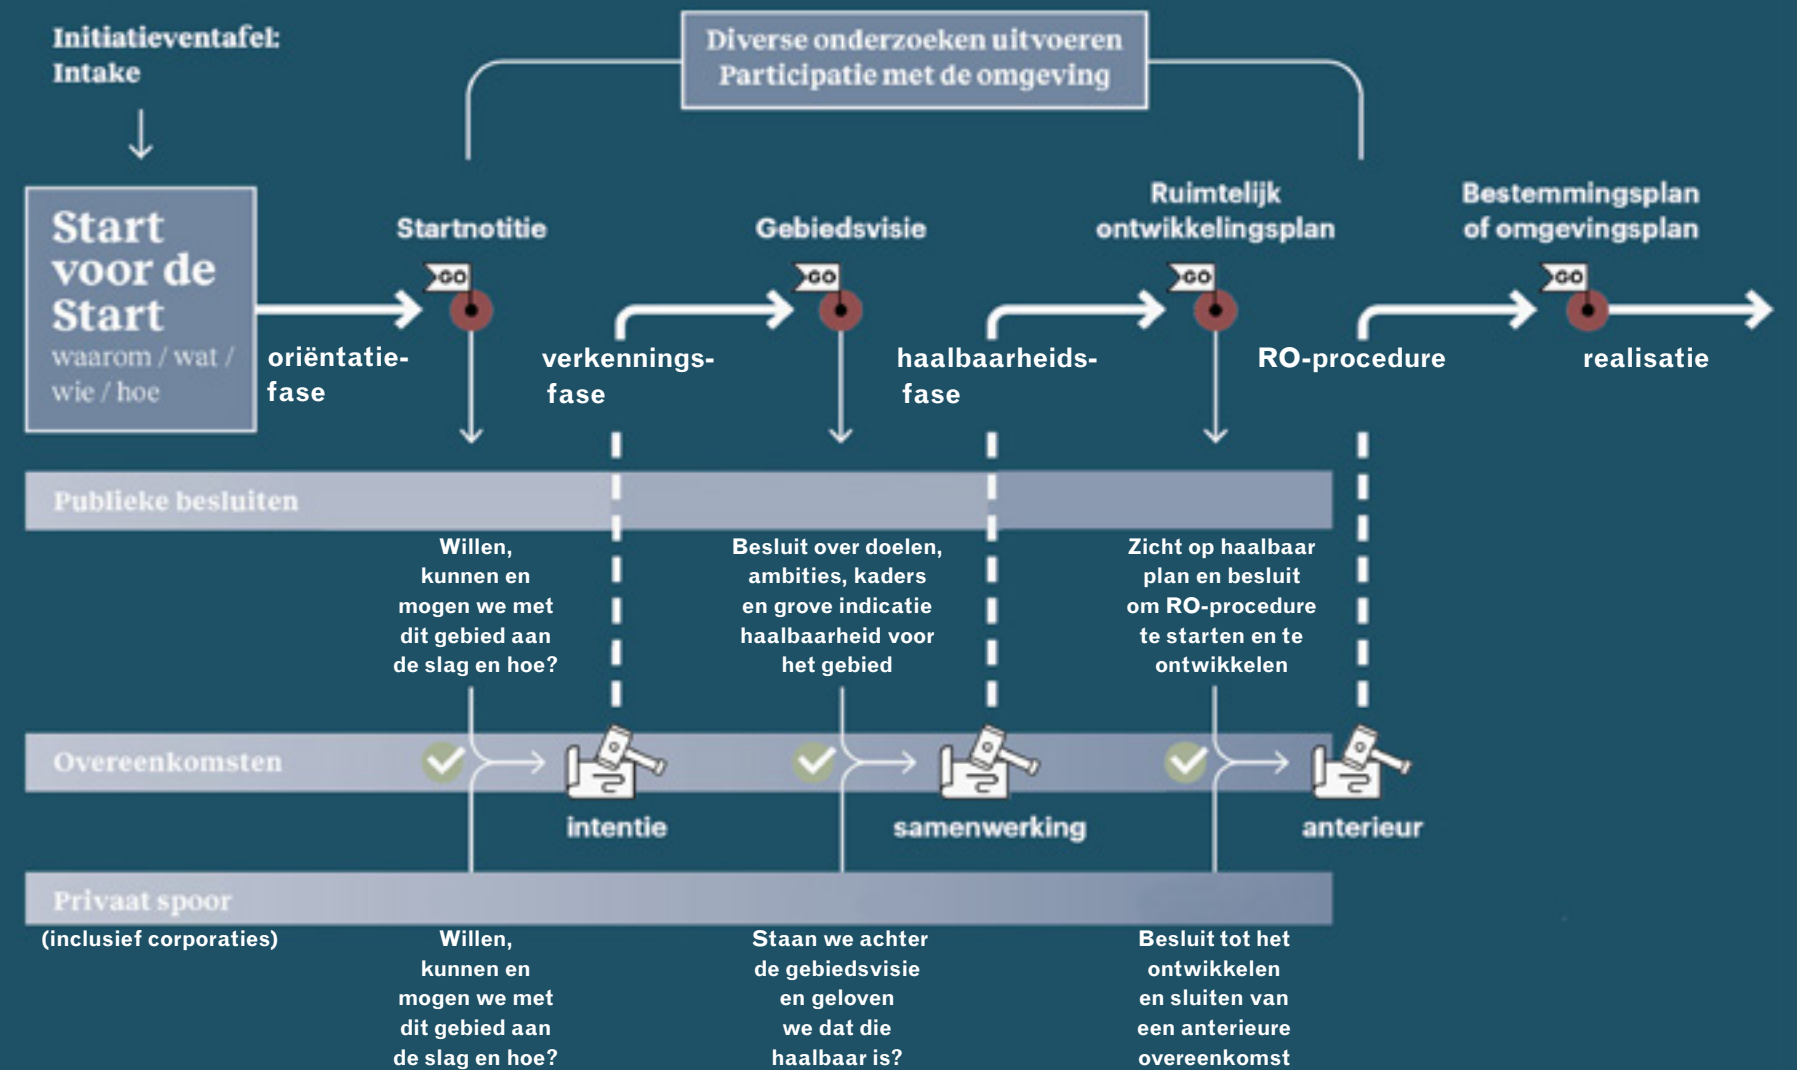 Initiatieventafel:
Intake
Diverse onderzoeken uitvoeren
Participatie met de omgeving
Start
voor de
Start
waarom / wat /
wie / hoe
Startnotitie
Gebiedsvisie
Ruimtelijk
ontwikkelingsplan
Bestemmingsplan
of omgevingsplan
GO
GO
GO
GO
oriëntatie-
fase
verkennings-
fase
haalbaarheids-
fase
RO-procedure
realisatie
Publieke besluiten
Willen,
kunnen en
mogen we met
dit gebied aan
de slag en hoe?
Besluit over doelen,
ambities, kaders
en grove indicatie
haalbaarheid voor
het gebied
Zicht op haalbaar
plan en besluit
om RO-procedure
te starten en te
ontwikkelen
Overeenkomsten
intentie
samenwerking
anterieur
Privaat spoor
(inclusief corporaties)
Willen,
kunnen en
mogen we met
dit gebied aan
de slag en hoe?
Staan we achter
de gebiedsvisie
en geloven
we dat die
haalbaar is?
Besluit tot het
ontwikkelen
en sluiten van
een anterieure
overeenkomst